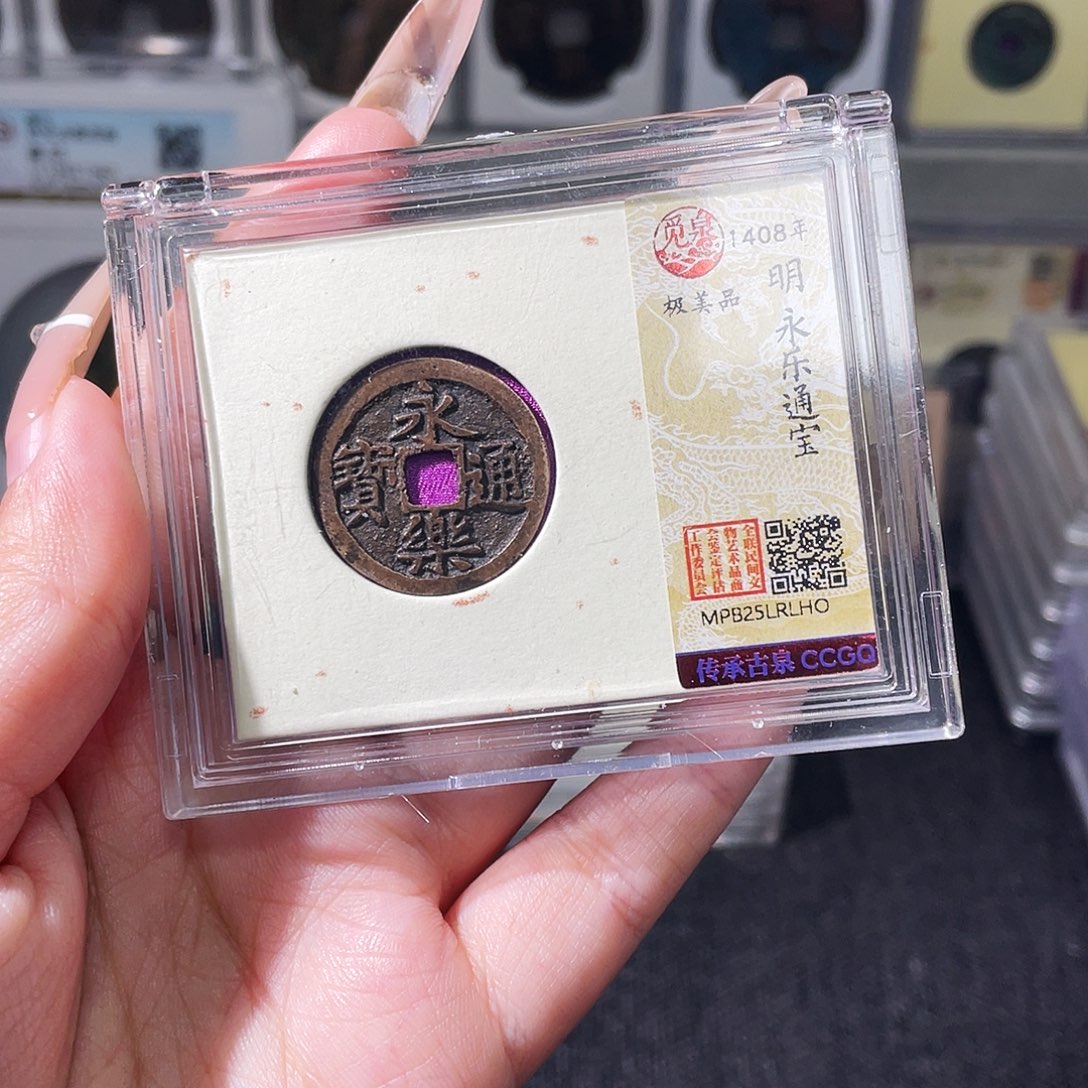 永
樂
通
寶
觅泉
1408年
极美品
明 永乐通宝
全联民间文
物艺术品商
会鉴定评估
工作委员会
MPB25LRLHO
传承古泉 CCGO